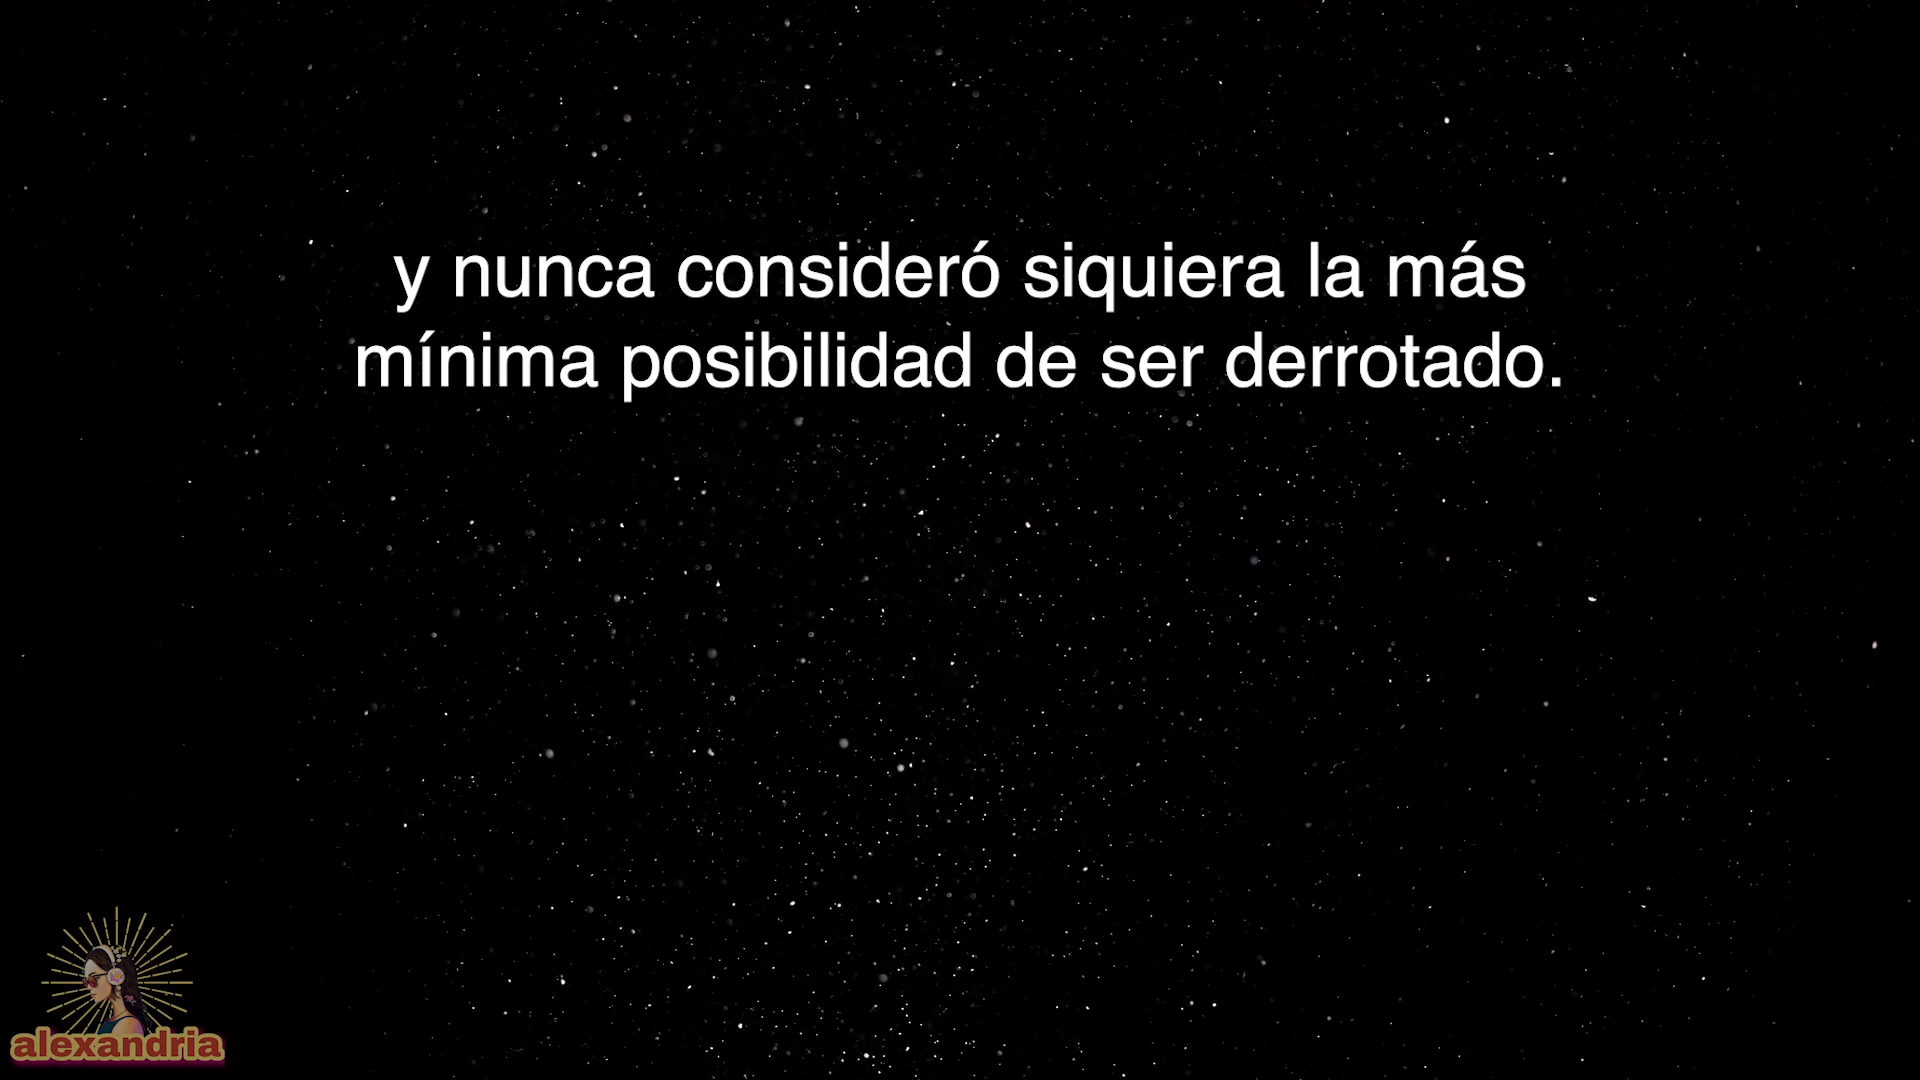 y nunca consideró siquiera la más
mínima posibilidad de ser derrotado.
alexandria